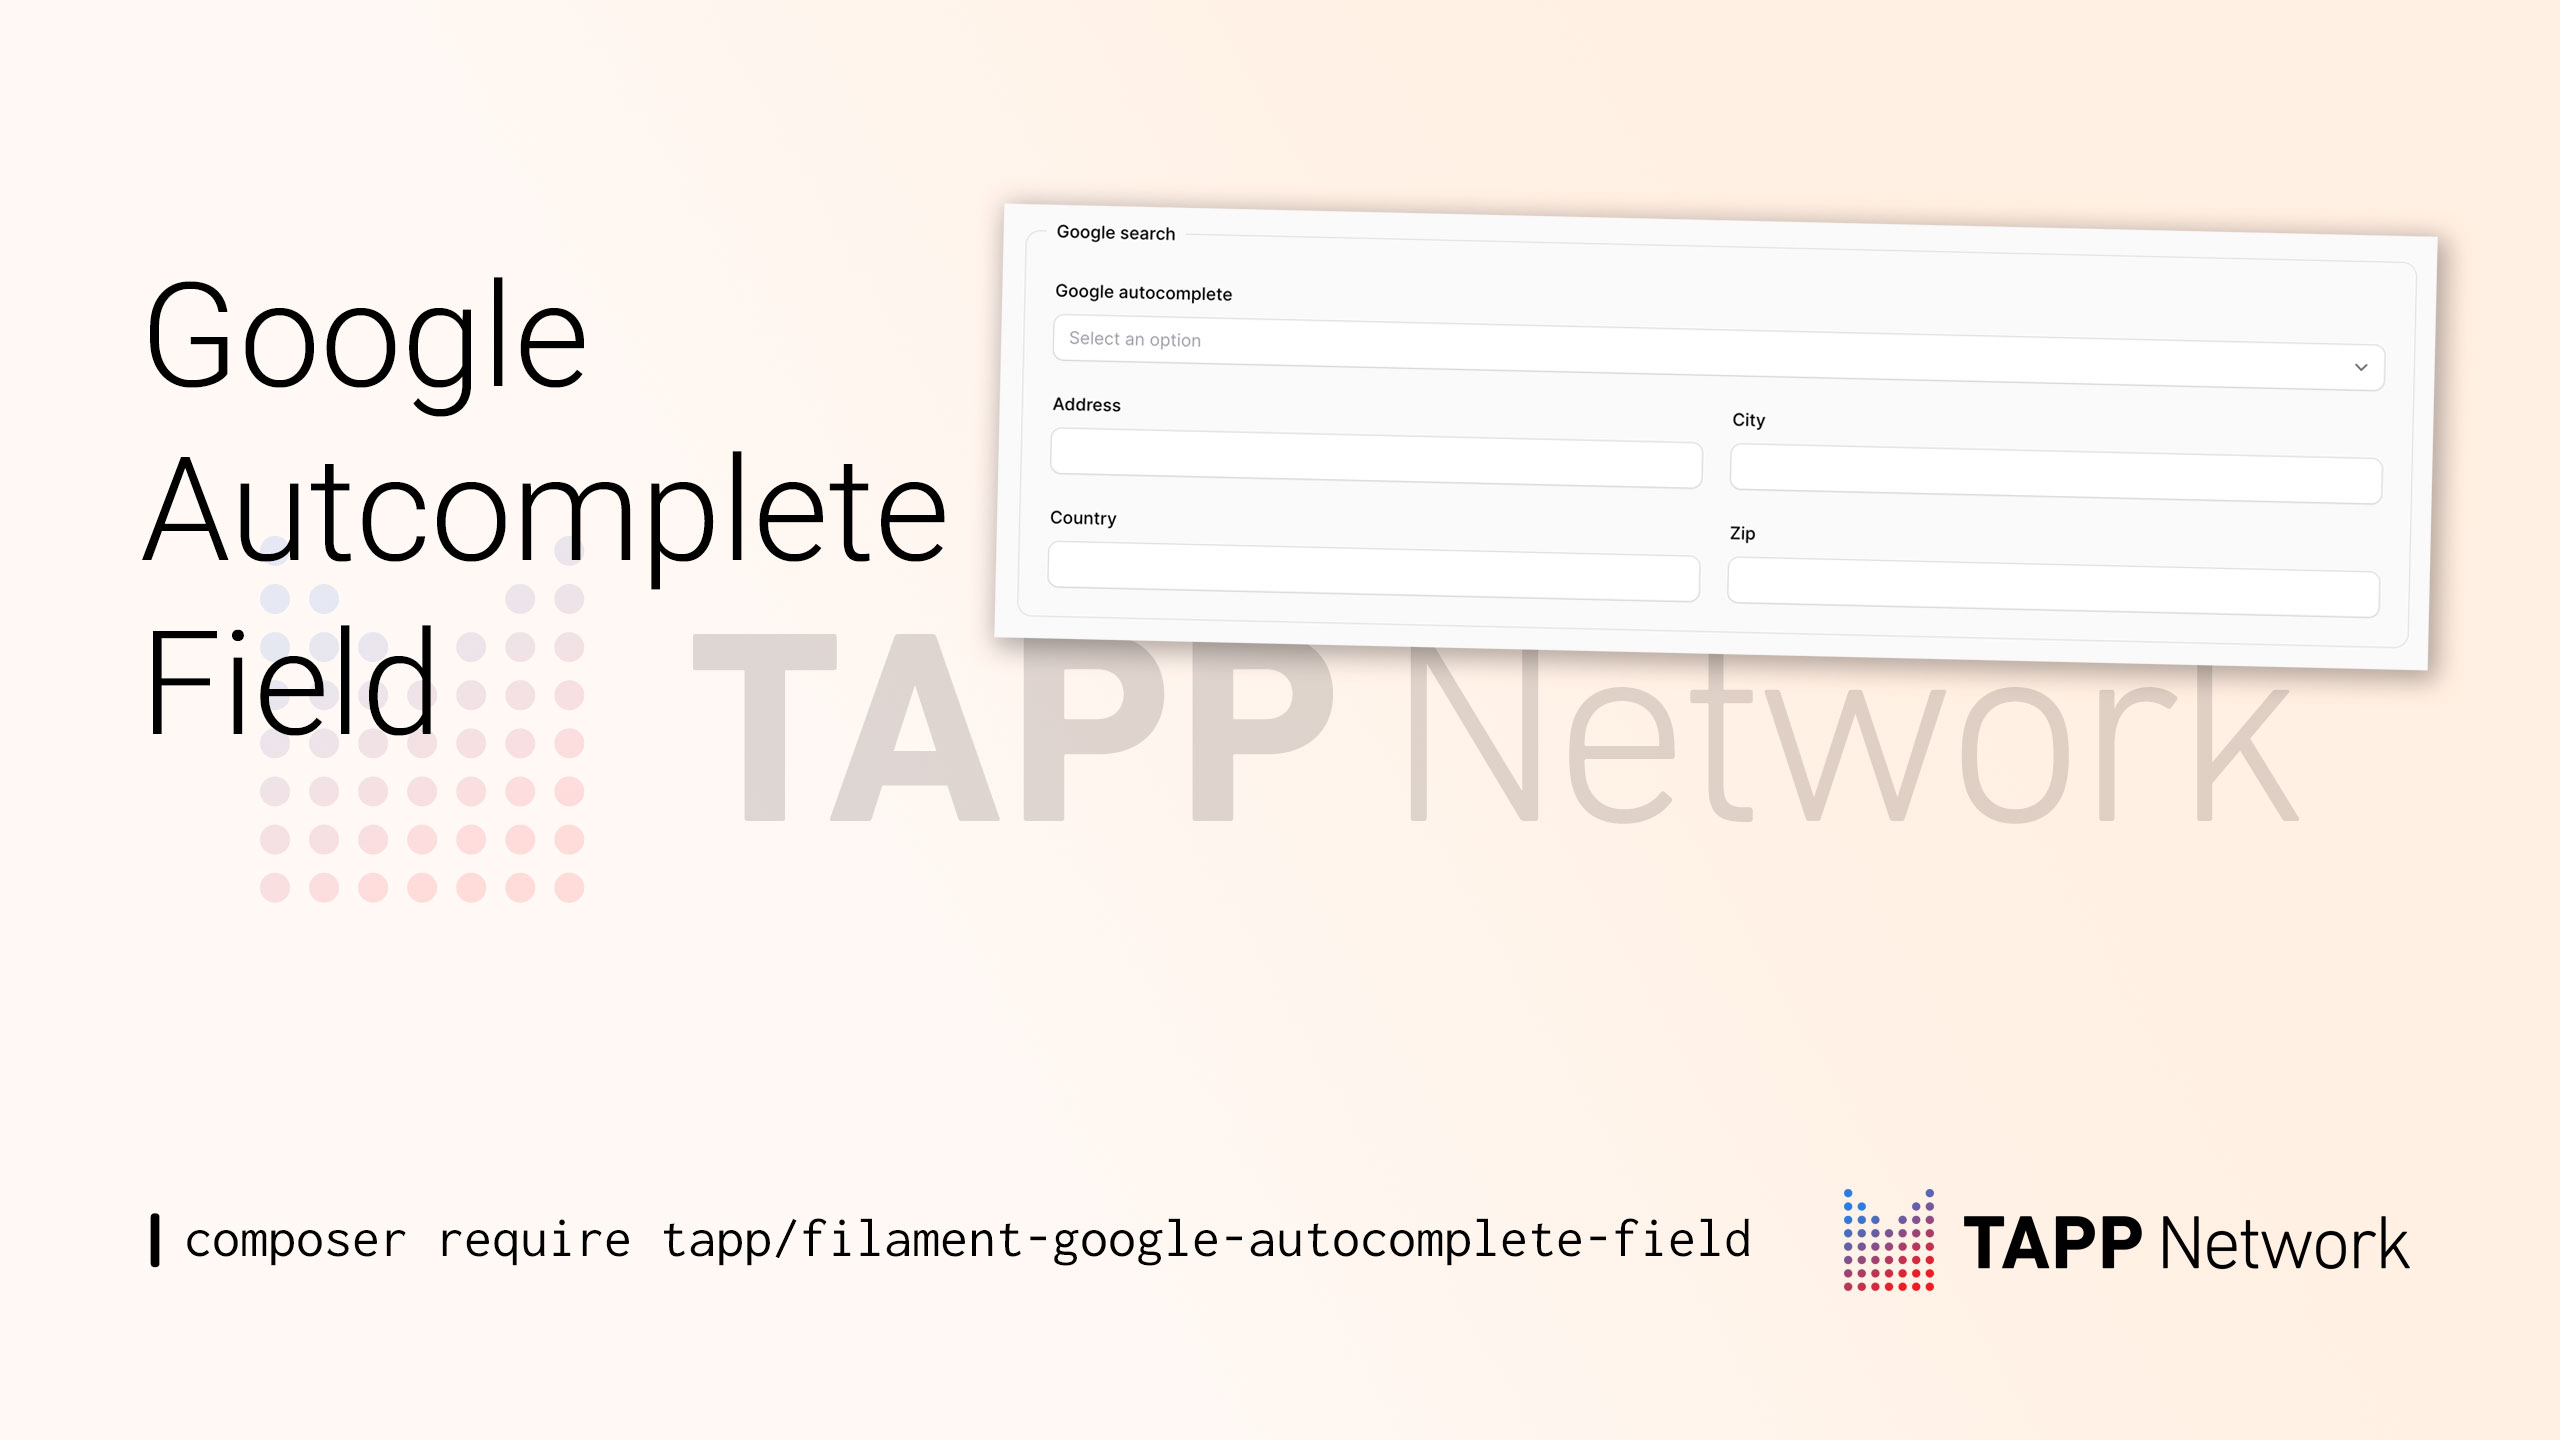 Google
Autcomplete
Field
Google search
Google autocomplete
Select an option
Address
City
Country
Zip
TAPP Network
composer require tapp/filament-google-autocomplete-field
TAPP Network